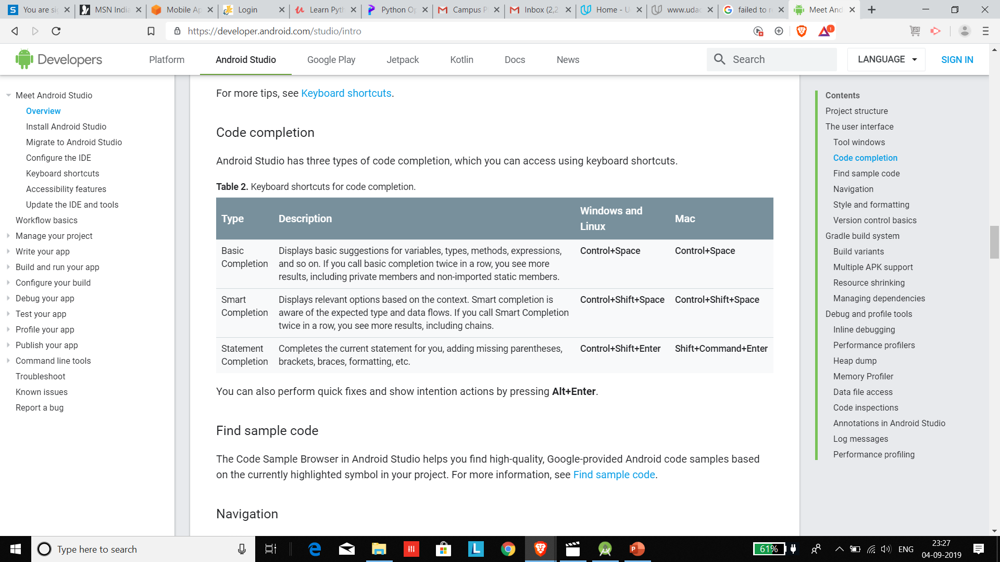 You are si
MSN India
Mobile Ap
Login
Learn Pyth
Python Op
Campus P
Inbox (2,2
Home - U
www.udac
failed to r
Meet And
https://developer.android.com/studio/intro
1
Developers
Platform
Android Studio
Google Play
Jetpack
Kotlin
Docs
News
Search
LANGUAGE
SIGN IN
Meet Android Studio
Overview
Install Android Studio
Migrate to Android Studio
Configure the IDE
Keyboard shortcuts
Accessibility features
Update the IDE and tools
Workflow basics
Manage your project
Write your app
Build and run your app
Configure your build
Debug your app
Test your app
Profile your app
Publish your app
Command line tools
Troubleshoot
Known issues
Report a bug
For more tips, see Keyboard shortcuts.
Code completion
Android Studio has three types of code completion, which you can access using keyboard shortcuts.
Table 2. Keyboard shortcuts for code completion.
Type Description Windows and Linux Mac
Basic Completion
Displays basic suggestions for variables, types, methods, expressions,
and so on. If you call basic completion twice in a row, you see more
results, including private members and non-imported static members.
Control+Space
Control+Space
Smart Completion
Displays relevant options based on the context. Smart completion is
aware of the expected type and data flows. If you call Smart Completion
twice in a row, you see more results, including chains.
Control+Shift+Space
Control+Shift+Space
Statement Completion
Completes the current statement for you, adding missing parentheses,
brackets, braces, formatting, etc.
Control+Shift+Enter
Shift+Command+Enter
You can also perform quick fixes and show intention actions by pressing Alt+Enter.
Find sample code
The Code Sample Browser in Android Studio helps you find high-quality, Google-provided Android code samples based
on the currently highlighted symbol in your project. For more information, see Find sample code.
Navigation
Contents
Project structure
The user interface
Tool windows
Code completion
Find sample code
Navigation
Style and formatting
Version control basics
Gradle build system
Build variants
Multiple APK support
Resource shrinking
Managing dependencies
Debug and profile tools
Inline debugging
Performance profilers
Heap dump
Memory Profiler
Data file access
Code inspections
Annotations in Android Studio
Log messages
Performance profiling
Type here to search
61%
ENG
23:27
04-09-2019